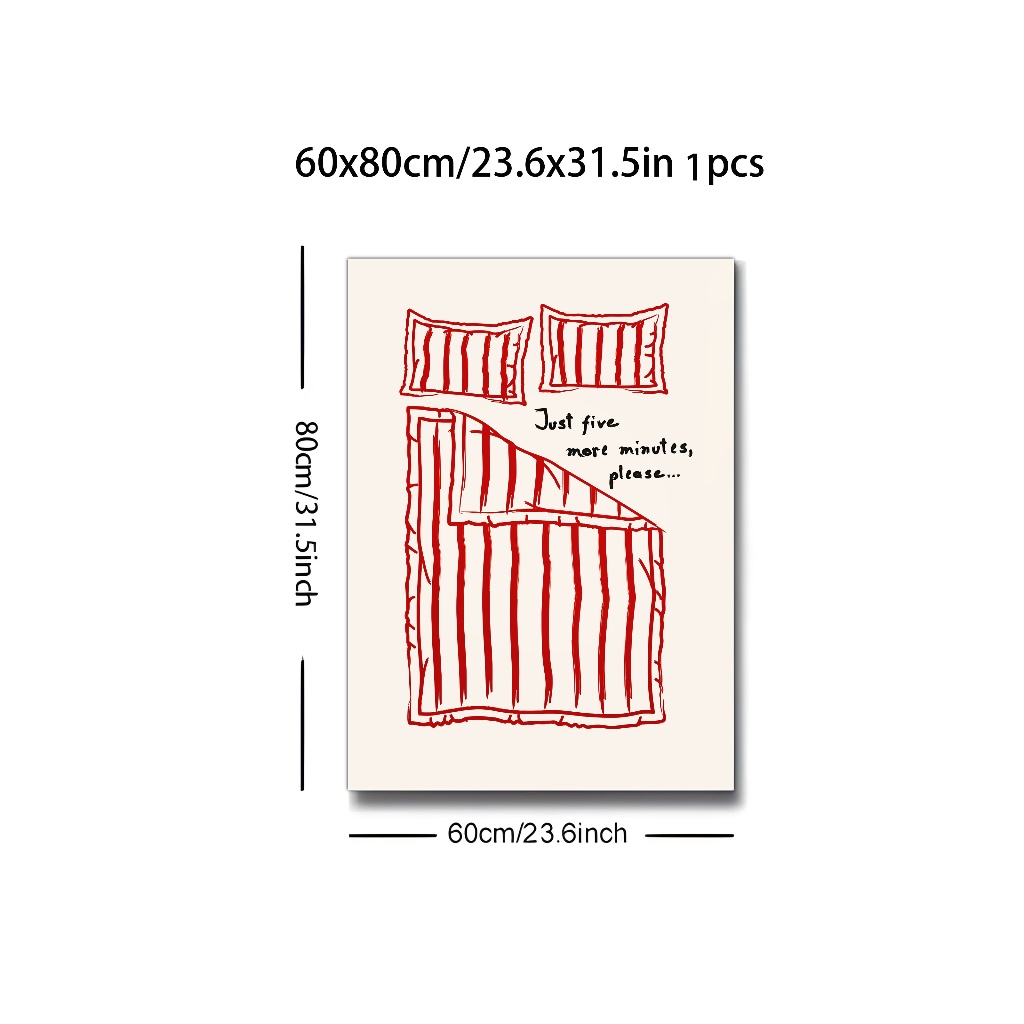 60x80cm/23.6x31.5in 1pcs
Just five
more minutes,
please...
80cm/31.5inch
60cm/23.6inch